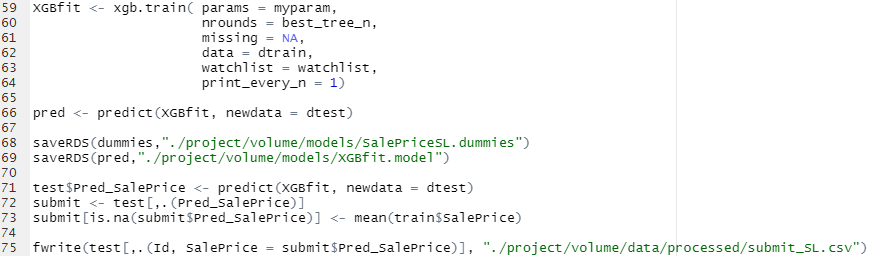 59 XGBfit <- xgb.train( params = myparam,
60 nrounds = best_tree_n,
61 missing = NA,
62 data = dtrain,
63 watchlist = watchlist,
64 print_every_n = 1)
65
66 pred <- predict(XGBfit, newdata = dtest)
67
68 saveRDS(dummies,"./project/volume/models/SalePriceSL.dummies")
69 saveRDS(pred,"./project/volume/models/XGBfit.model")
70
71 test$Pred_SalePrice <- predict(XGBfit, newdata = dtest)
72 submit <- test[,.(Pred_SalePrice)]
73 submit[is.na(submit$Pred_SalePrice)] <- mean(train$SalePrice)
74
75 fwrite(test[,.(Id, SalePrice = submit$Pred_SalePrice)], "./project/volume/data/processed/submit_SL.csv")